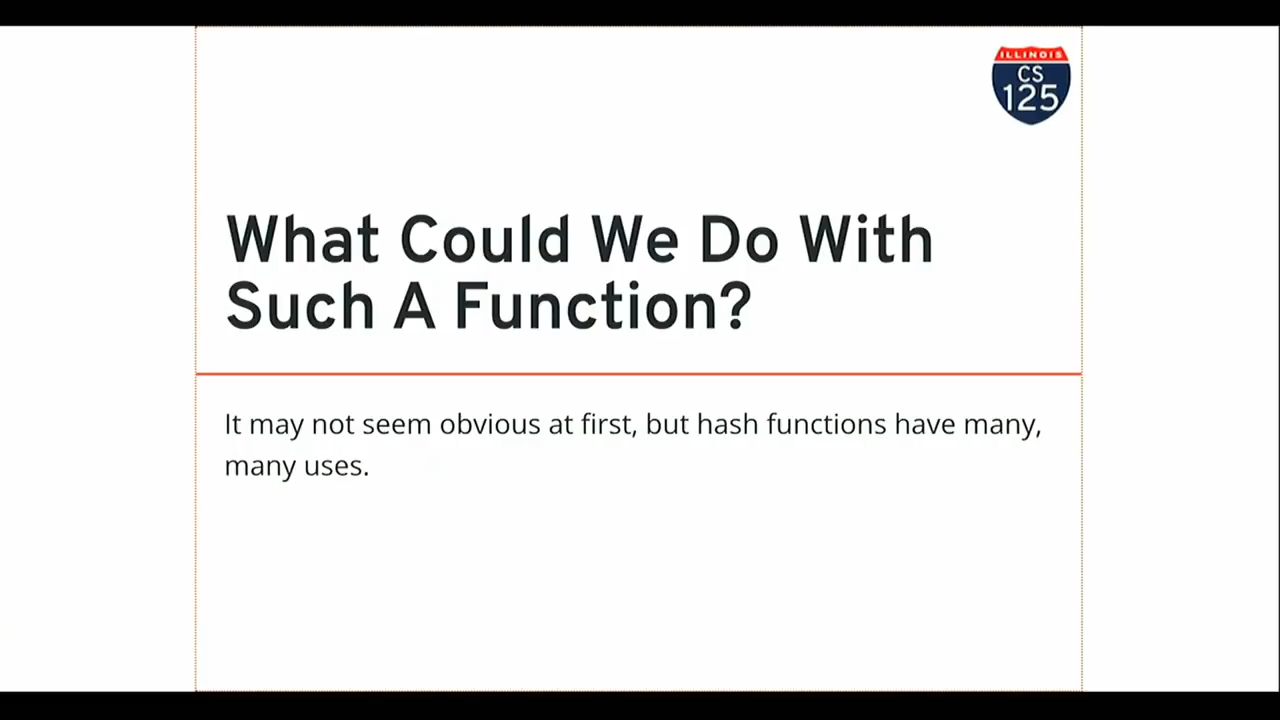 ILLINOIS
CS
125
What Could We Do With
Such A Function?
It may not seem obvious at first, but hash functions have many,
many uses.